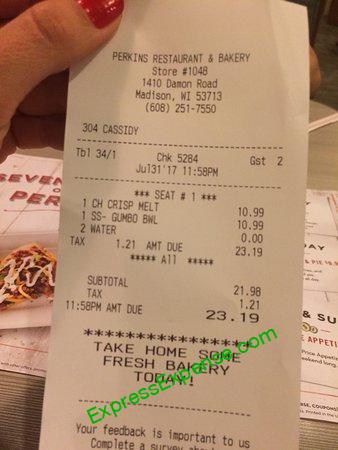 PERKINS RESTAURANT & BAKERY
Store #1048
1410 Damon Road
Madison, WI 53713
(608) 251-7550
304 CASSIDY
Tbl 34/1 Chk 5284 Gst 2
Jul31'17 11:58PM
*** SEAT # 1 ***
1 CH CRISP MELT 10.99
1 SS- GUMBO BWL 10.99
2 WATER 0.00
TAX 1.21 AMT DUE 23.19
***** All *****
SUBTOTAL 21.98
TAX 1.21
11:58PM AMT DUE 23.19
****************
TAKE HOME SOME
FRESH BAKERY
TODAY!
ExpressExpense.com
Your feedback is important to us
Complete a survey
SEVEN
PER
DAY
& PIE
& SU
APPETI